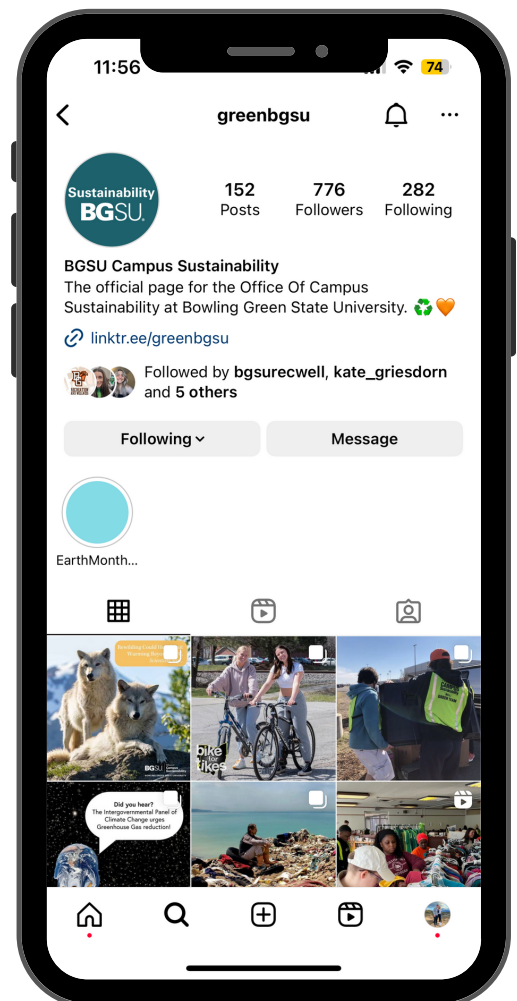 11:56
74
greenbgsu
Sustainability
BGSU.
152
776
282
Posts
Followers
Following
BGSU Campus Sustainability
The official page for the Office Of Campus
Sustainability at Bowling Green State University. ♻️🧡
linktr.ee/greenbgsu
Followed by bgsurecwell, kate_griesdorn
and 5 others
Following
Message
EarthMonth...
BGSU
bike
for
tikes
Did you hear?
The Intergovernmental Panel of
Climate Change urges
Greenhouse Gas reduction!